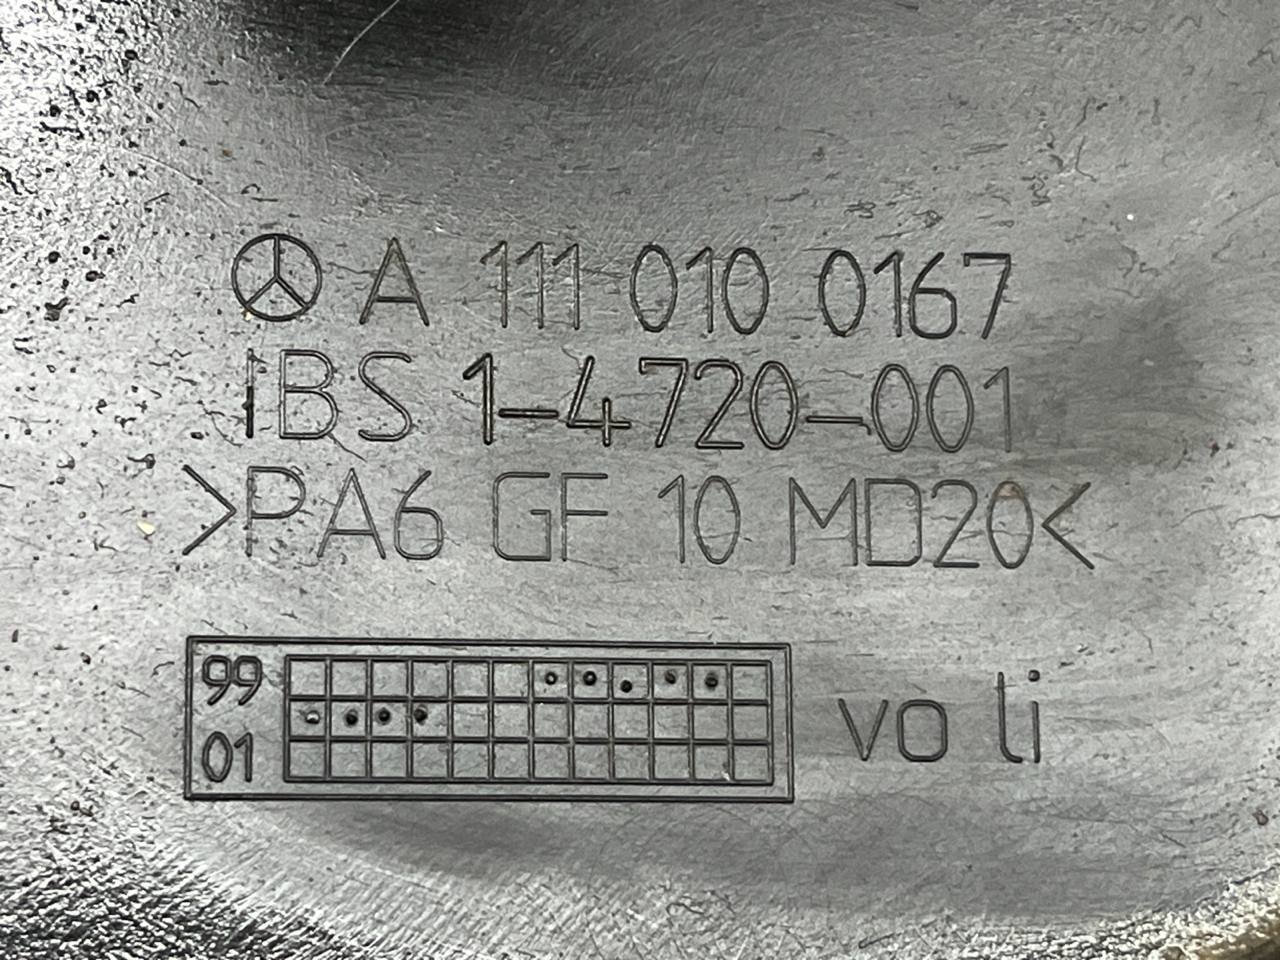 A 111 010 0167
IBS 1-4720-001
>PA6 GF 10 MD20<
99
01
vo li